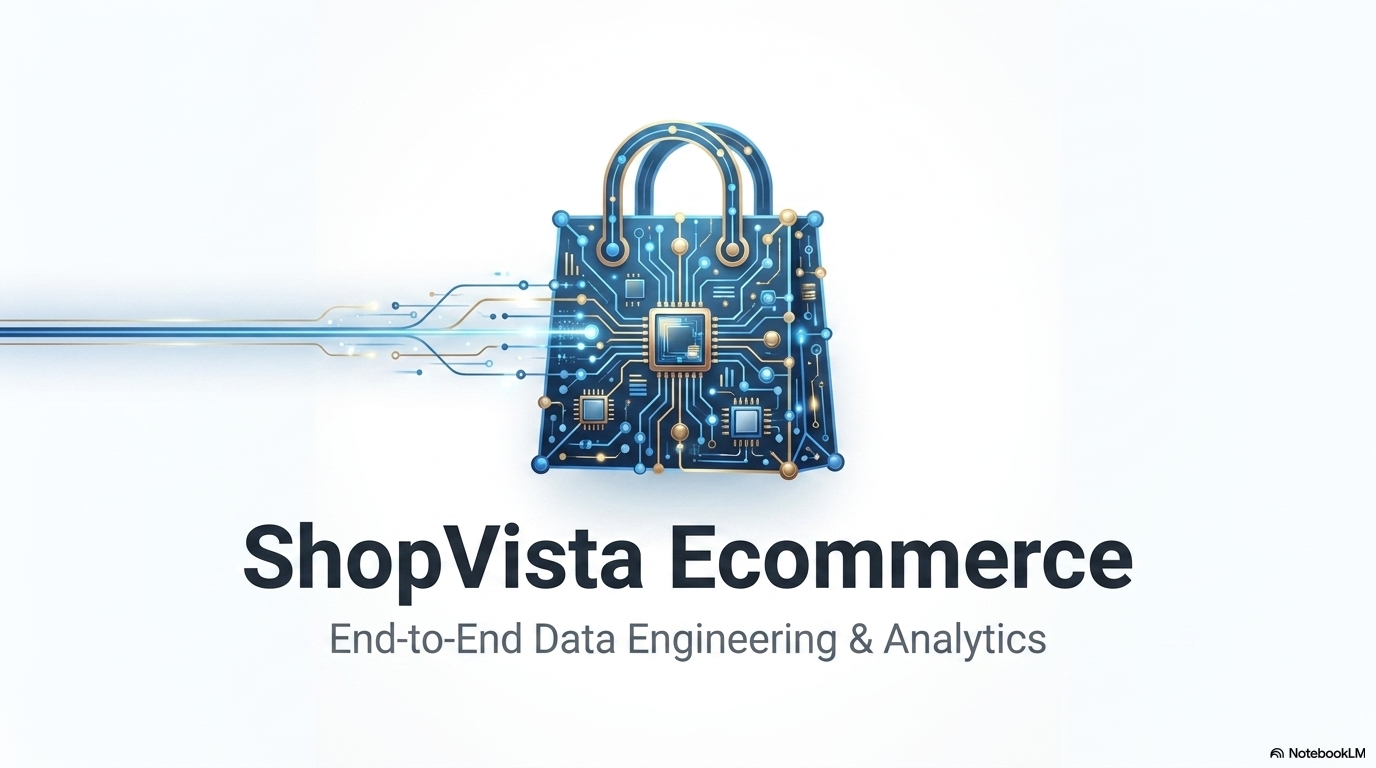 ShopVista Ecommerce
End-to-End Data Engineering & Analytics
NotebookLM